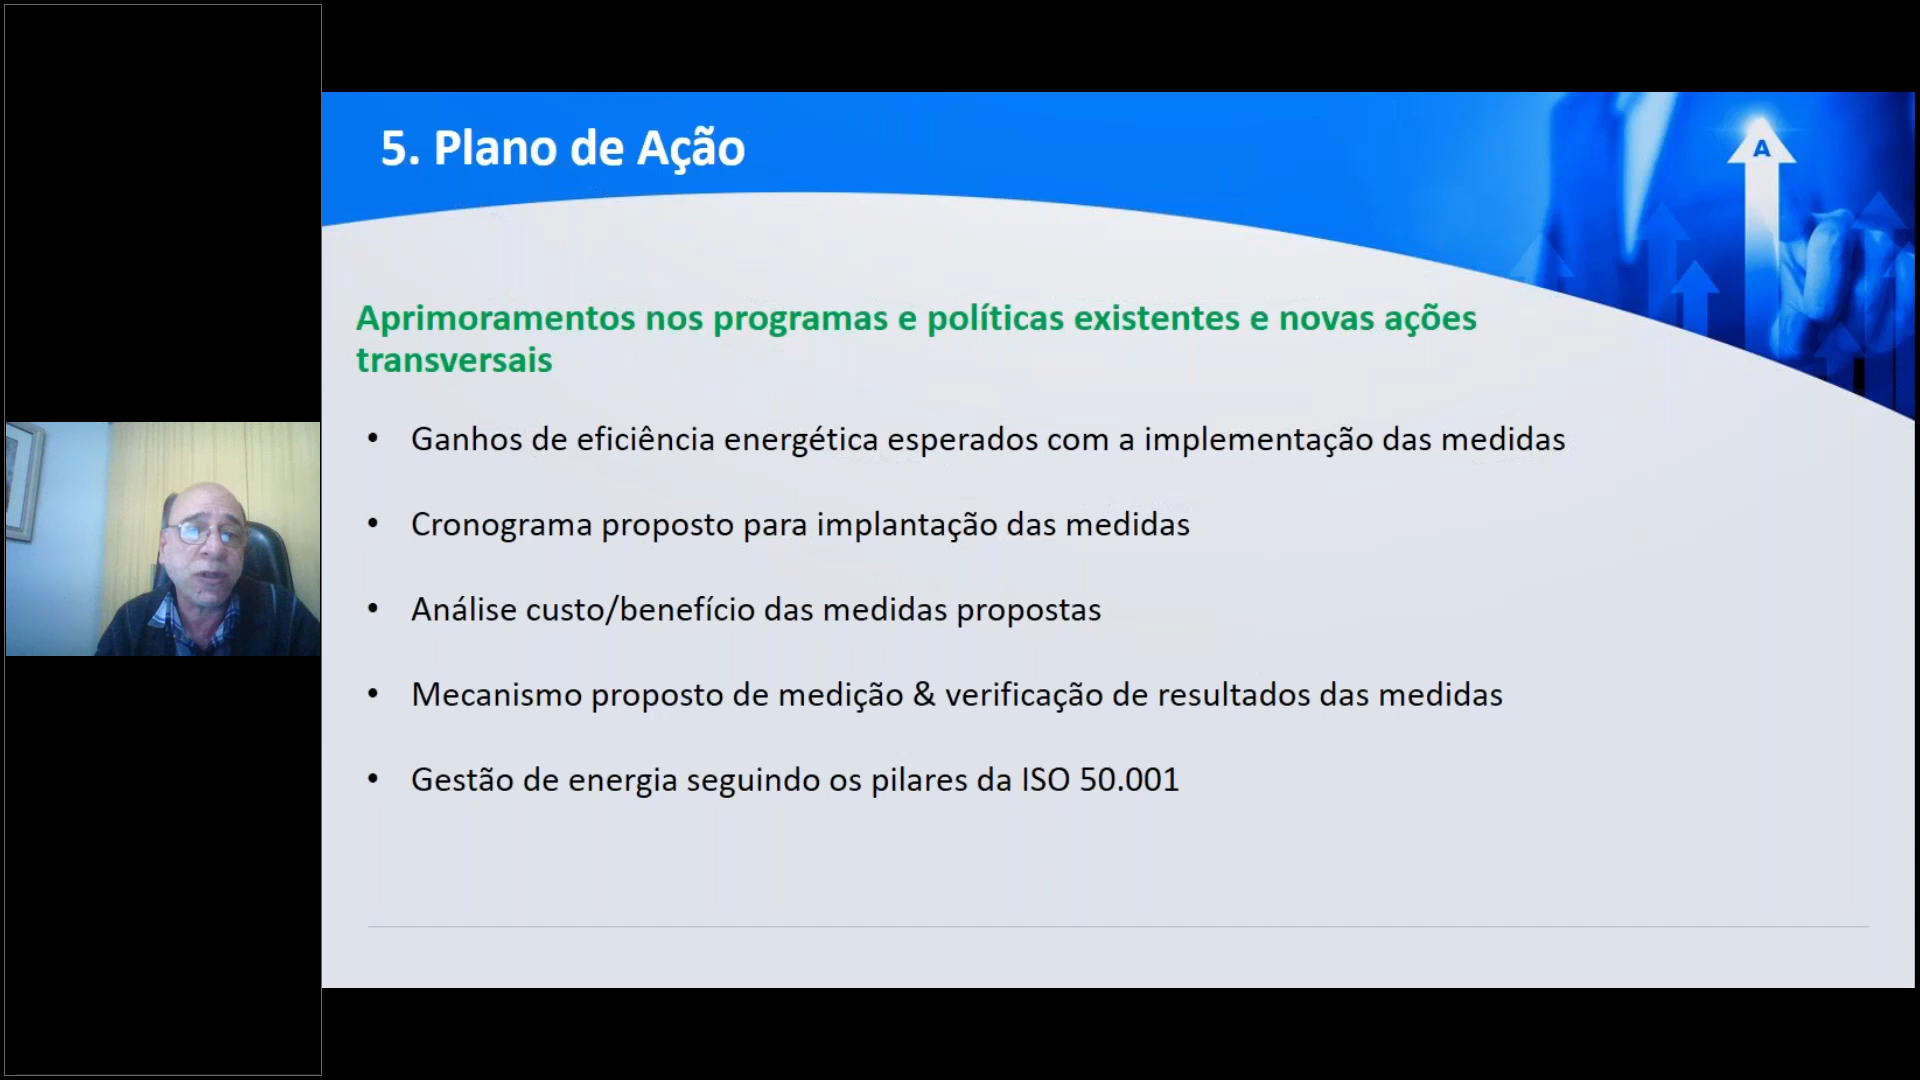 5. Plano de Ação
A
Aprimoramentos nos programas e políticas existentes e novas ações
transversais
• Ganhos de eficiência energética esperados com a implementação das medidas
• Cronograma proposto para implantação das medidas
• Análise custo/benefício das medidas propostas
• Mecanismo proposto de medição & verificação de resultados das medidas
• Gestão de energia seguindo os pilares da ISO 50.001